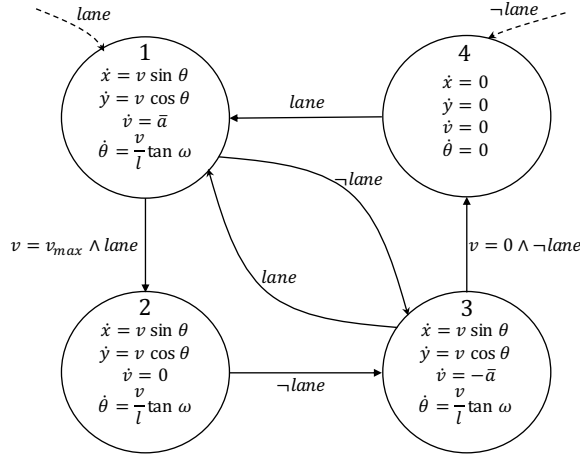 lane
¬lane
1
ẋ = v sin θ
ẏ = v cos θ
v̇ = ā
θ̇ = v/l tan ω
4
ẋ = 0
ẏ = 0
v̇ = 0
θ̇ = 0
lane
¬lane
lane
v = v_max ∧ lane
v = 0 ∧ ¬lane
2
ẋ = v sin θ
ẏ = v cos θ
v̇ = 0
θ̇ = v/l tan ω
¬lane
3
ẋ = v sin θ
ẏ = v cos θ
v̇ = −ā
θ̇ = v/l tan ω